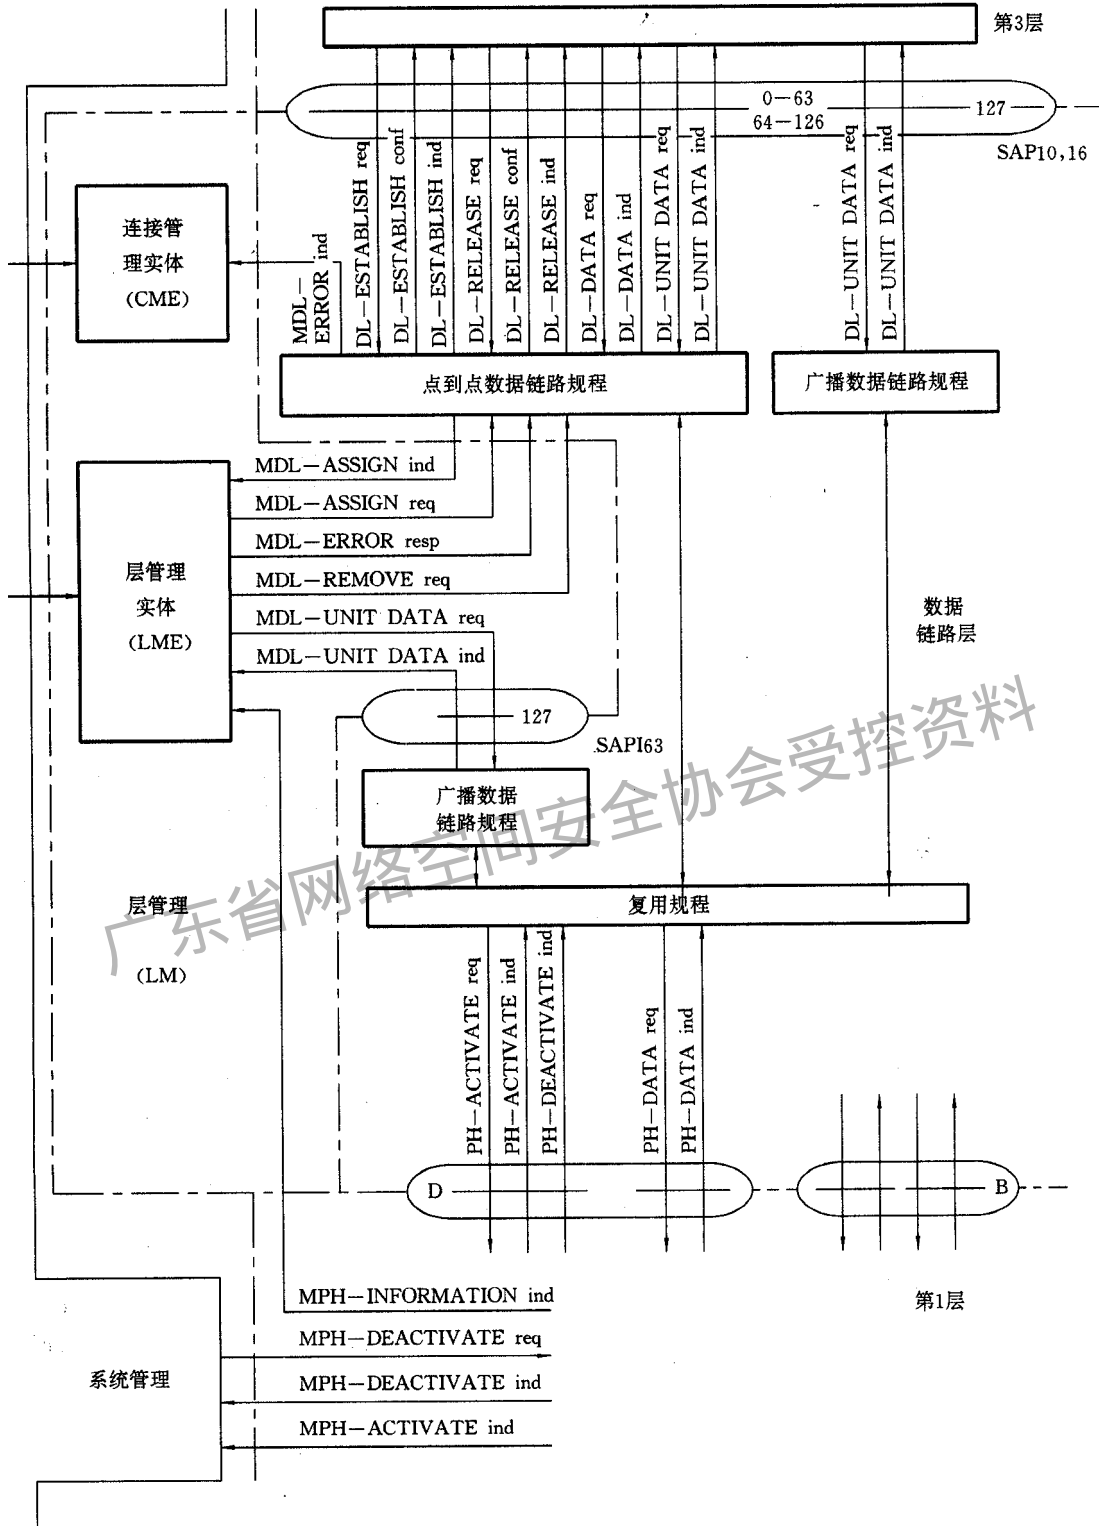 第3层
0—63
64—126
127
SAP10,16
DL—ESTABLISH req
DL—ESTABLISH conf
DL—ESTABLISH ind
DL—RELEASE req
DL—RELEASE conf
DL—RELEASE ind
DL—DATA req
DL—DATA ind
DL—UNIT DATA req
DL—UNIT DATA ind
DL—UNIT DATA req
DL—UNIT DATA ind
连接管
理实体
(CME)
MDL—
ERROR ind
点到点数据链路规程
广播数据链路规程
MDL—ASSIGN ind
MDL—ASSIGN req
MDL—ERROR resp
MDL—REMOVE req
MDL—UNIT DATA req
MDL—UNIT DATA ind
层管理
实体
(LME)
数据
链路层
127
SAPI63
广播数据
链路规程
层管理
(LM)
复用规程
PH—ACTIVATE req
PH—ACTIVATE ind
PH—DEACTIVATE ind
PH—DATA req
PH—DATA ind
D
B
第1层
MPH—INFORMATION ind
MPH—DEACTIVATE req
MPH—DEACTIVATE ind
MPH—ACTIVATE ind
系统管理
广东省网络空间安全协会受控资料